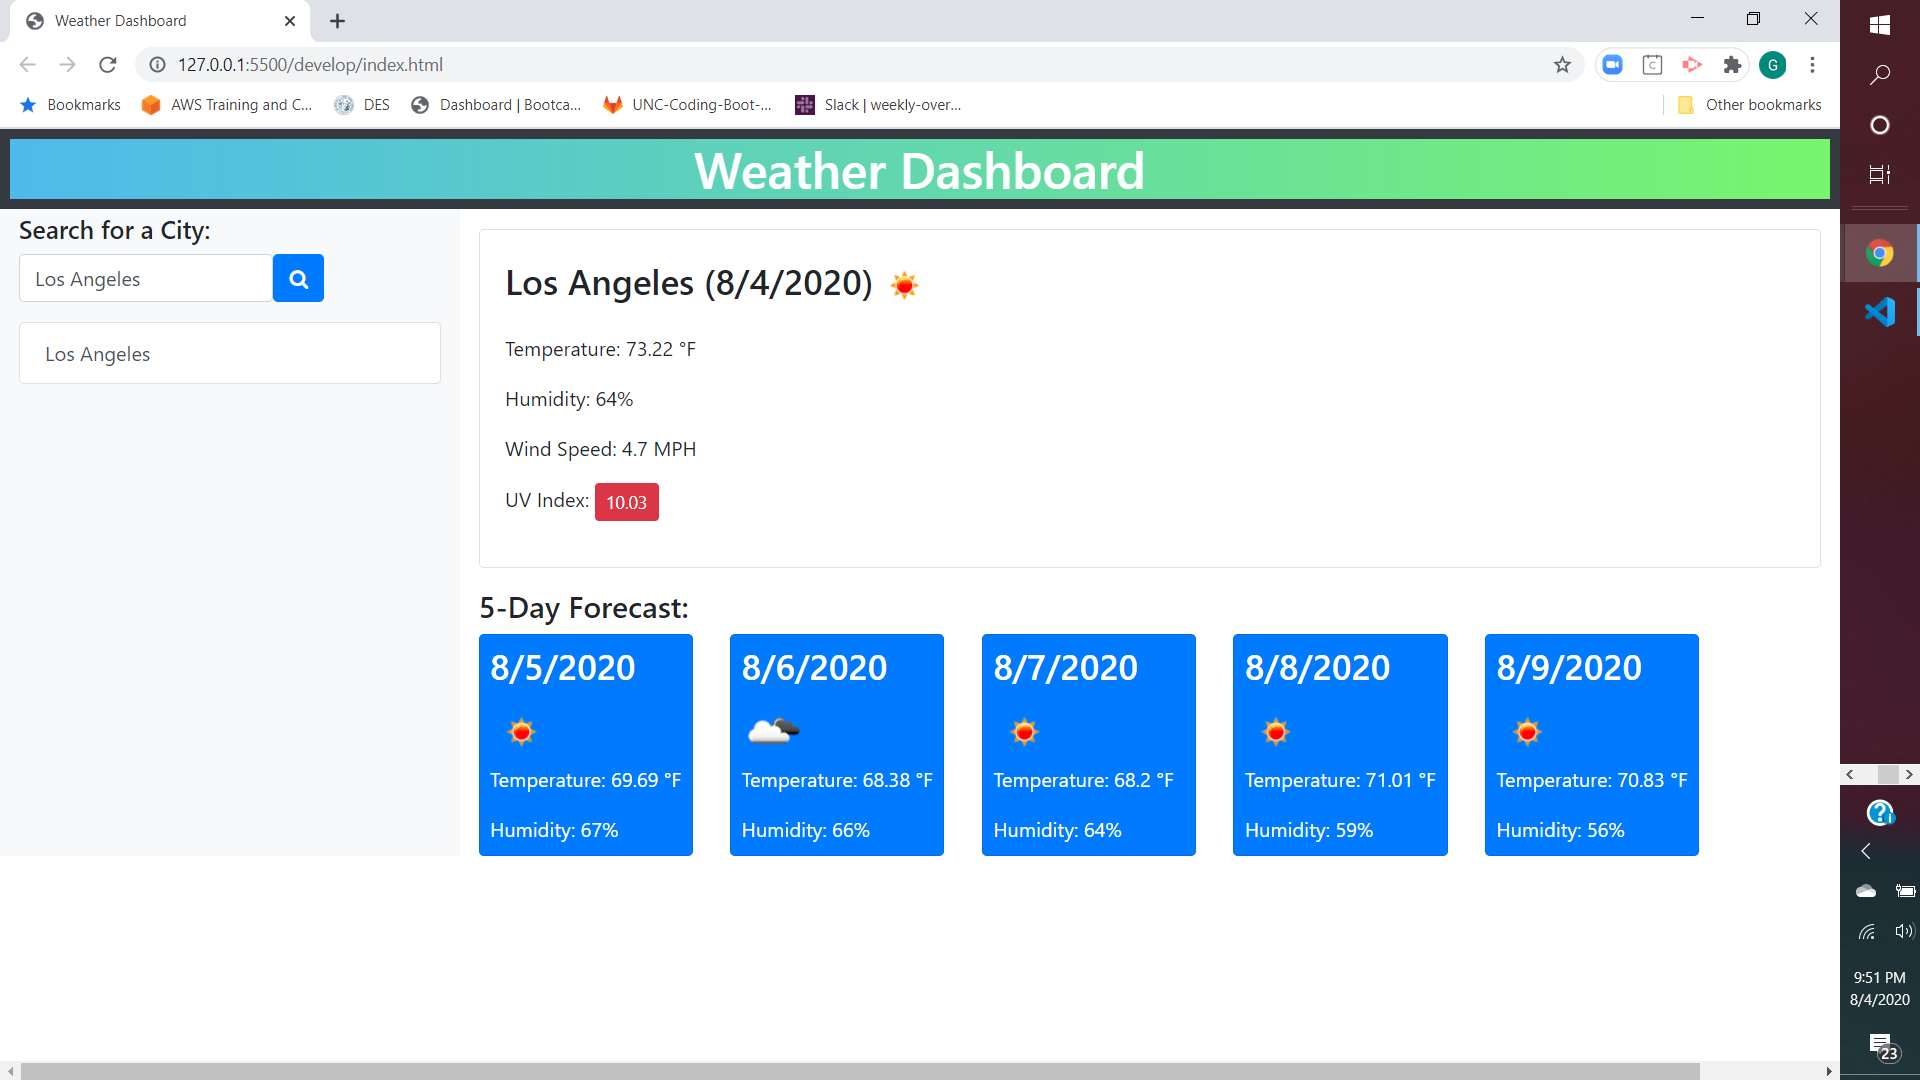 Weather Dashboard
127.0.0.1:5500/develop/index.html
G
Bookmarks
AWS Training and C...
DES
Dashboard | Bootca...
UNC-Coding-Boot-...
Slack | weekly-over...
Other bookmarks
Weather Dashboard
Search for a City:
Los Angeles
Los Angeles
Los Angeles (8/4/2020)
Temperature: 73.22 °F
Humidity: 64%
Wind Speed: 4.7 MPH
UV Index: 10.03
5-Day Forecast:
8/5/2020
Temperature: 69.69 °F
Humidity: 67%
8/6/2020
Temperature: 68.38 °F
Humidity: 66%
8/7/2020
Temperature: 68.2 °F
Humidity: 64%
8/8/2020
Temperature: 71.01 °F
Humidity: 59%
8/9/2020
Temperature: 70.83 °F
Humidity: 56%
9:51 PM
8/4/2020
23